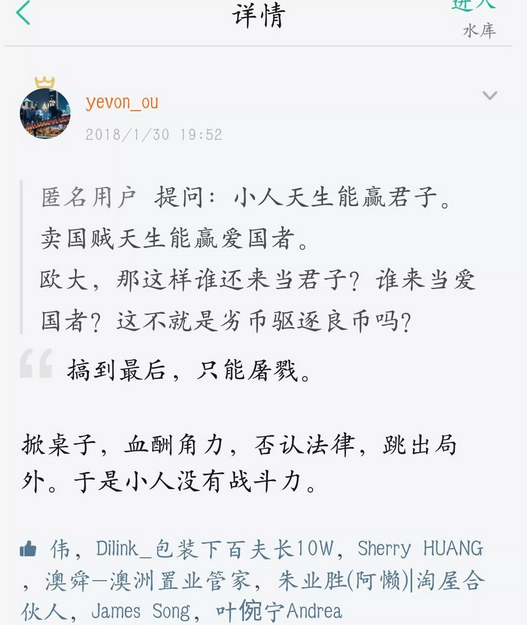 详情
进入
水库
yevon_ou
2018/1/30 19:52
匿名用户 提问：小人天生能赢君子。
卖国贼天生能赢爱国者。
欧大，那这样谁还来当君子？谁来当爱
国者？这不就是劣币驱逐良币吗？
搞到最后，只能屠戮。
掀桌子，血酬角力，否认法律，跳出局
外。于是小人没有战斗力。
伟，Dilink_包装下百夫长10W，Sherry HUANG
，澳舜—澳洲置业管家，朱业胜(阿懒)|淘屋合
伙人，James Song，叶倇宁Andrea